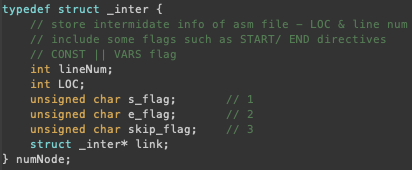 typedef struct _inter {
// store intermidate info of asm file - LOC & line num
// include some flags such as START/ END directives
// CONST || VARS flag
int lineNum;
int LOC;
unsigned char s_flag; // 1
unsigned char e_flag; // 2
unsigned char skip_flag; // 3
struct _inter* link;
} numNode;